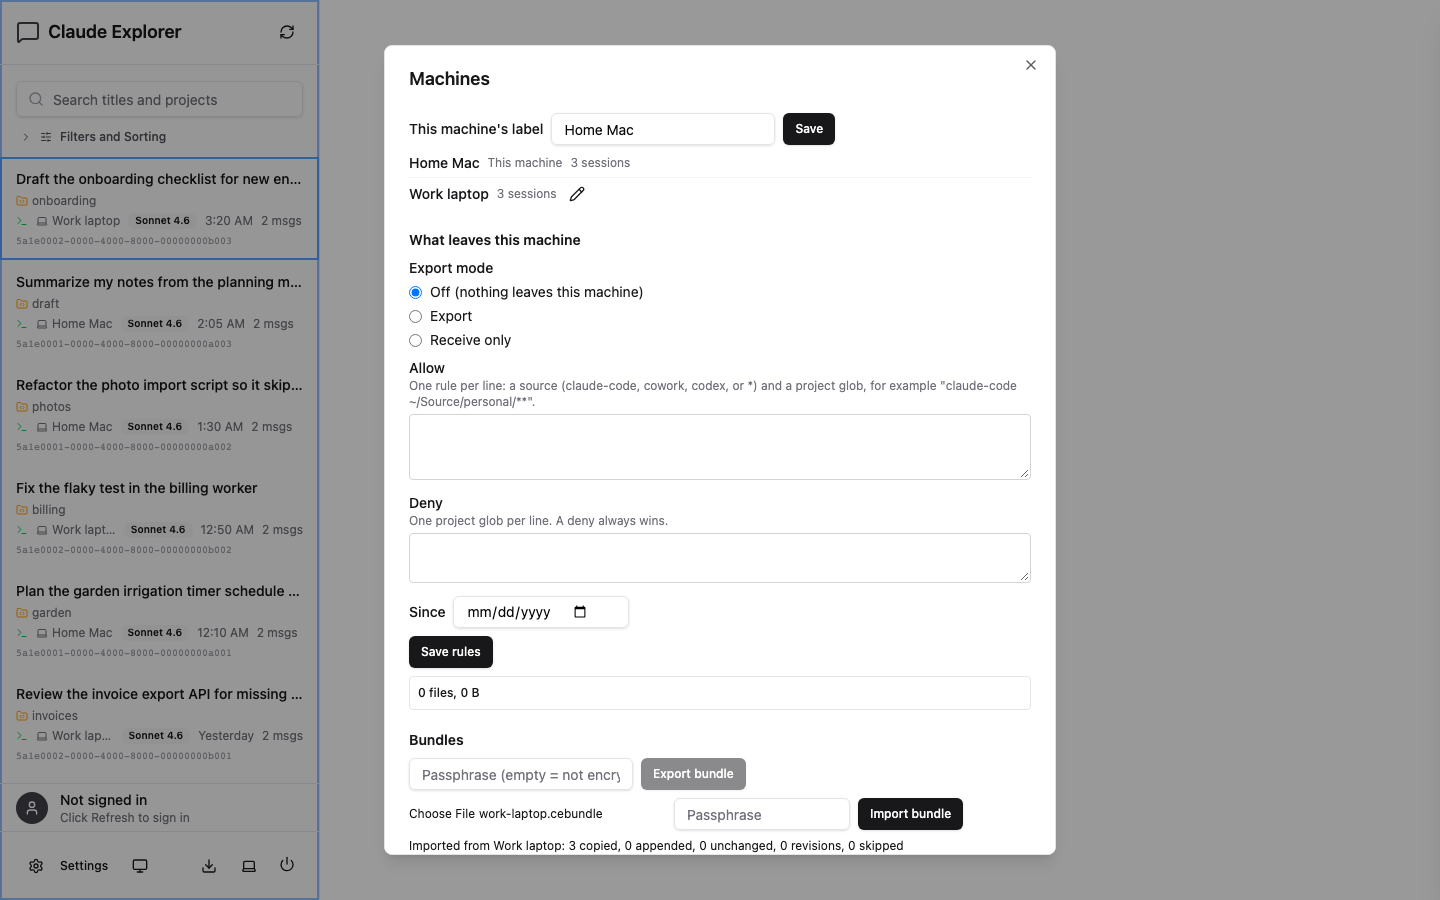 Claude Explorer
Search titles and projects
Filters and Sorting
Draft the onboarding checklist for new en...
onboarding
Work laptop Sonnet 4.6 3:20 AM 2 msgs
5a1e0002-0000-4000-8000-00000000b003
Summarize my notes from the planning m...
draft
Home Mac Sonnet 4.6 2:05 AM 2 msgs
5a1e0001-0000-4000-8000-00000000a003
Refactor the photo import script so it skip...
photos
Home Mac Sonnet 4.6 1:30 AM 2 msgs
5a1e0001-0000-4000-8000-00000000a002
Fix the flaky test in the billing worker
billing
Work lapt... Sonnet 4.6 12:50 AM 2 msgs
5a1e0002-0000-4000-8000-00000000b002
Plan the garden irrigation timer schedule ...
garden
Home Mac Sonnet 4.6 12:10 AM 2 msgs
5a1e0001-0000-4000-8000-00000000a001
Review the invoice export API for missing ...
invoices
Work lap... Sonnet 4.6 Yesterday 2 msgs
5a1e0002-0000-4000-8000-00000000b001
Not signed in
Click Refresh to sign in
Settings
Machines
This machine's label Home Mac Save
Home Mac This machine 3 sessions
Work laptop 3 sessions
What leaves this machine
Export mode
Off (nothing leaves this machine)
Export
Receive only
Allow
One rule per line: a source (claude-code, cowork, codex, or *) and a project glob, for example "claude-code
~/Source/personal/**".
Deny
One project glob per line. A deny always wins.
Since mm/dd/yyyy
Save rules
0 files, 0 B
Bundles
Passphrase (empty = not encry Export bundle
Choose File work-laptop.cebundle Passphrase Import bundle
Imported from Work laptop: 3 copied, 0 appended, 0 unchanged, 0 revisions, 0 skipped